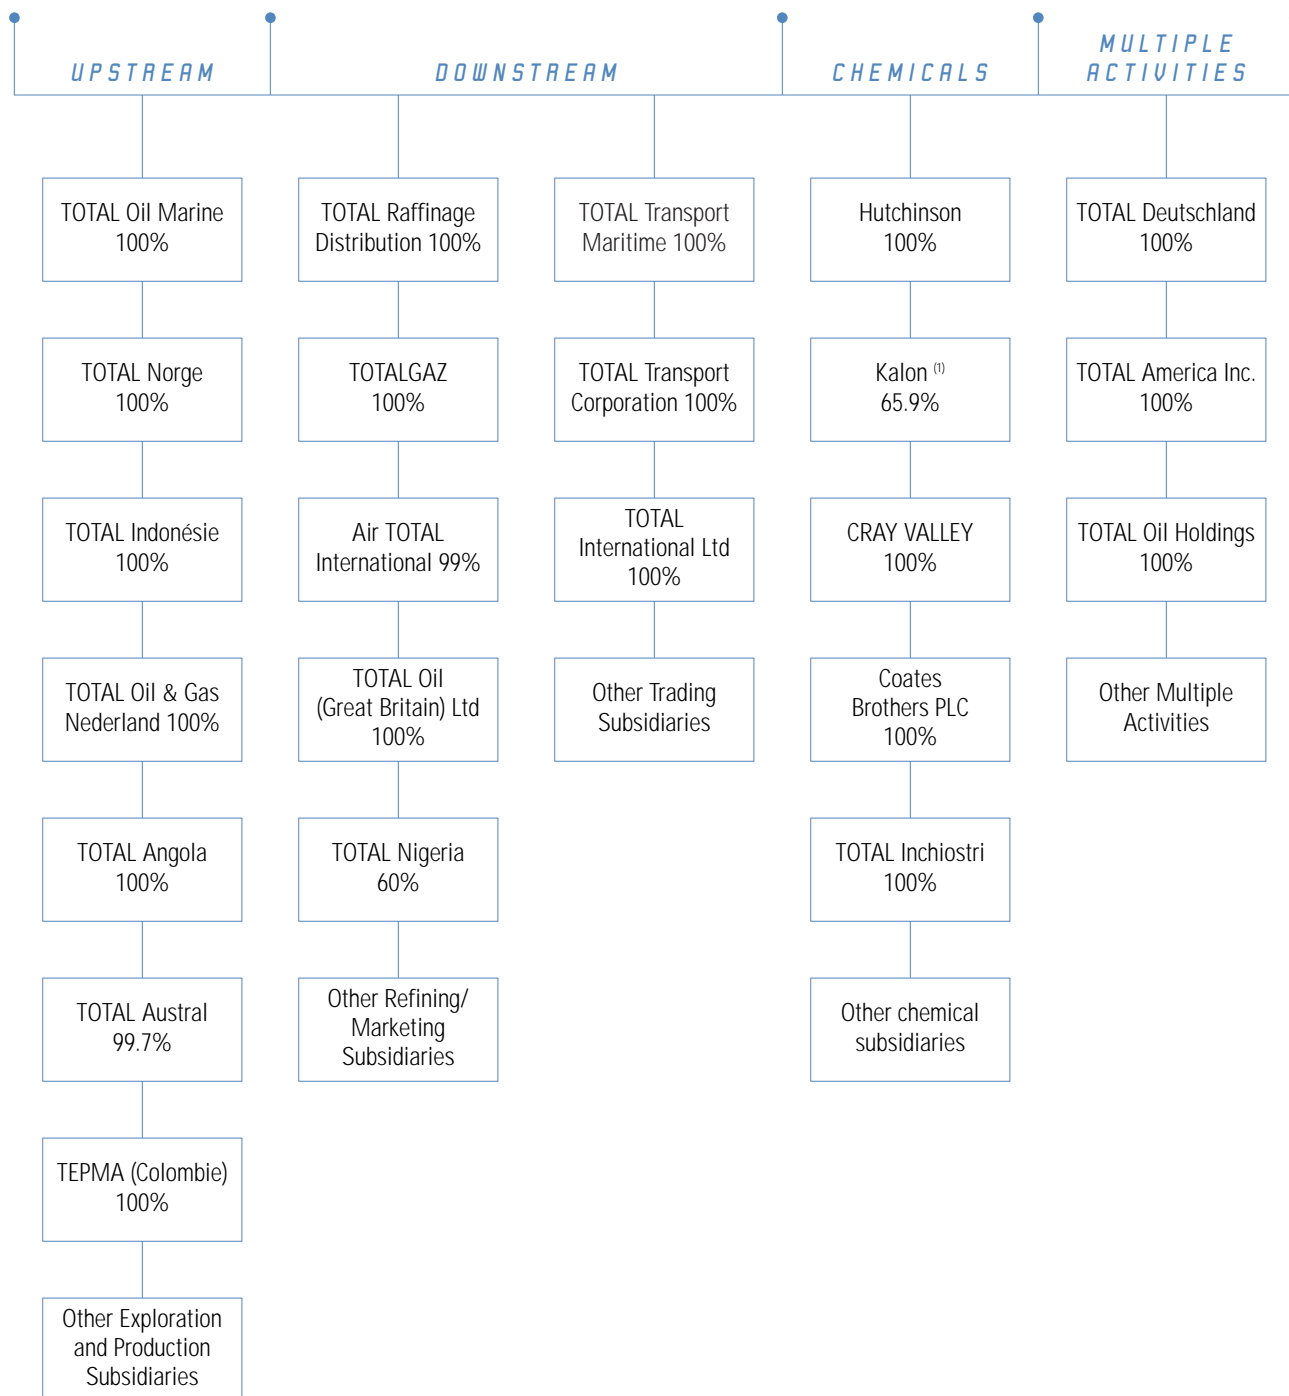 UPSTREAM
DOWNSTREAM
CHEMICALS
MULTIPLE
ACTIVITIES
TOTAL Oil Marine
100%
TOTAL Norge
100%
TOTAL Indonésie
100%
TOTAL Oil & Gas
Nederland 100%
TOTAL Angola
100%
TOTAL Austral
99.7%
TEPMA (Colombie)
100%
Other Exploration
and Production
Subsidiaries
TOTAL Raffinage
Distribution 100%
TOTALGAZ
100%
Air TOTAL
International 99%
TOTAL Oil
(Great Britain) Ltd
100%
TOTAL Nigeria
60%
Other Refining/
Marketing
Subsidiaries
TOTAL Transport
Maritime 100%
TOTAL Transport
Corporation 100%
TOTAL
International Ltd
100%
Other Trading
Subsidiaries
Hutchinson
100%
Kalon (1)
65.9%
CRAY VALLEY
100%
Coates
Brothers PLC
100%
TOTAL Inchiostri
100%
Other chemical
subsidiaries
TOTAL Deutschland
100%
TOTAL America Inc.
100%
TOTAL Oil Holdings
100%
Other Multiple
Activities